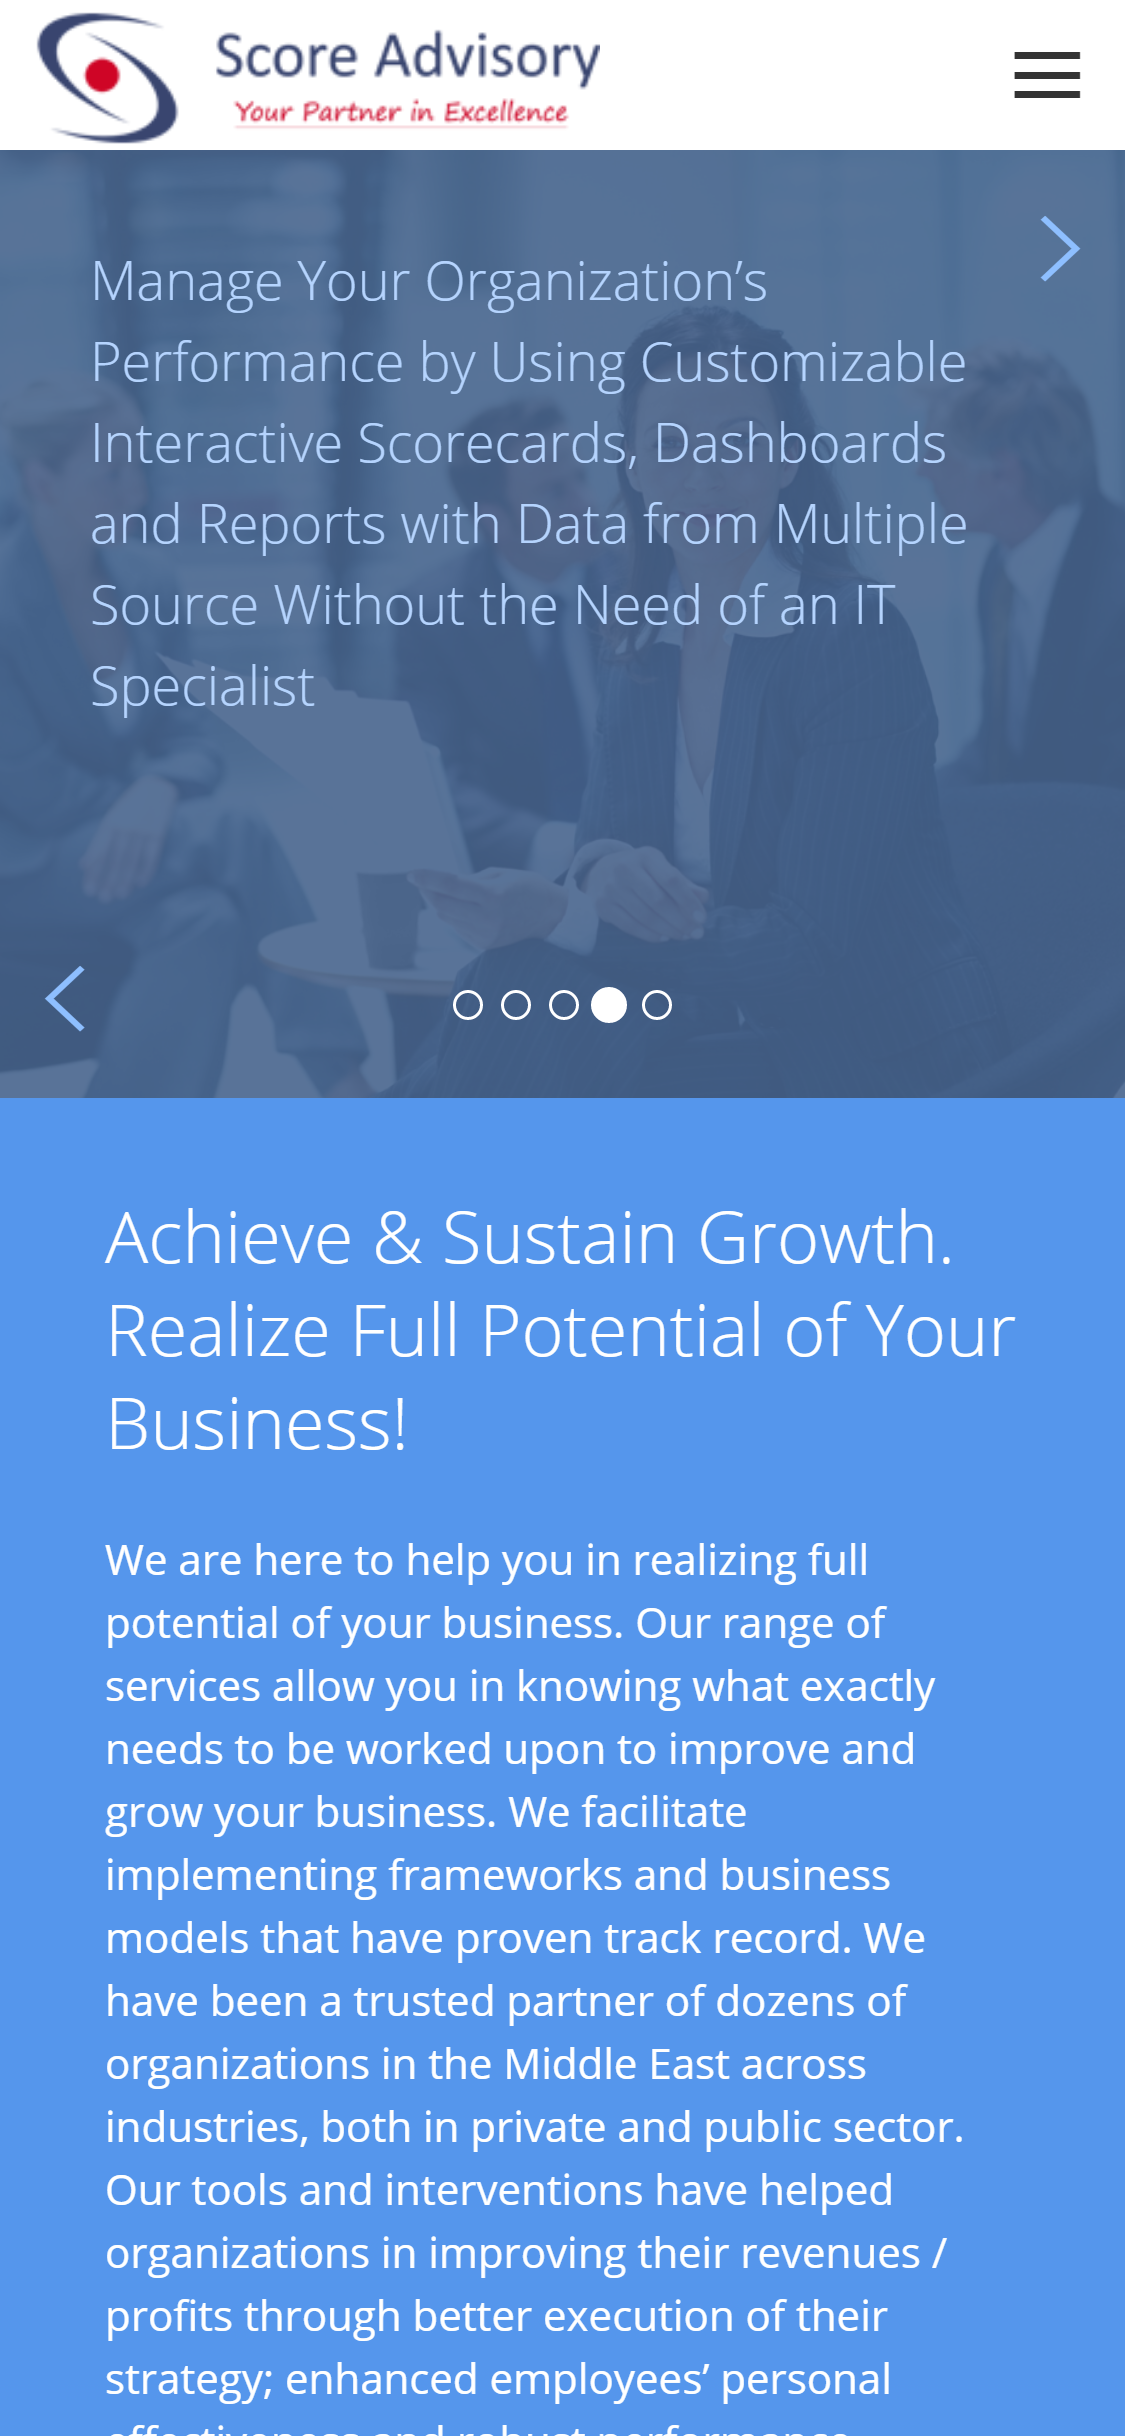 Score Advisory
Your Partner in Excellence
Manage Your Organization’s
Performance by Using Customizable
Interactive Scorecards, Dashboards
and Reports with Data from Multiple
Source Without the Need of an IT
Specialist
Achieve & Sustain Growth.
Realize Full Potential of Your
Business!
We are here to help you in realizing full
potential of your business. Our range of
services allow you in knowing what exactly
needs to be worked upon to improve and
grow your business. We facilitate
implementing frameworks and business
models that have proven track record. We
have been a trusted partner of dozens of
organizations in the Middle East across
industries, both in private and public sector.
Our tools and interventions have helped
organizations in improving their revenues /
profits through better execution of their
strategy; enhanced employees’ personal